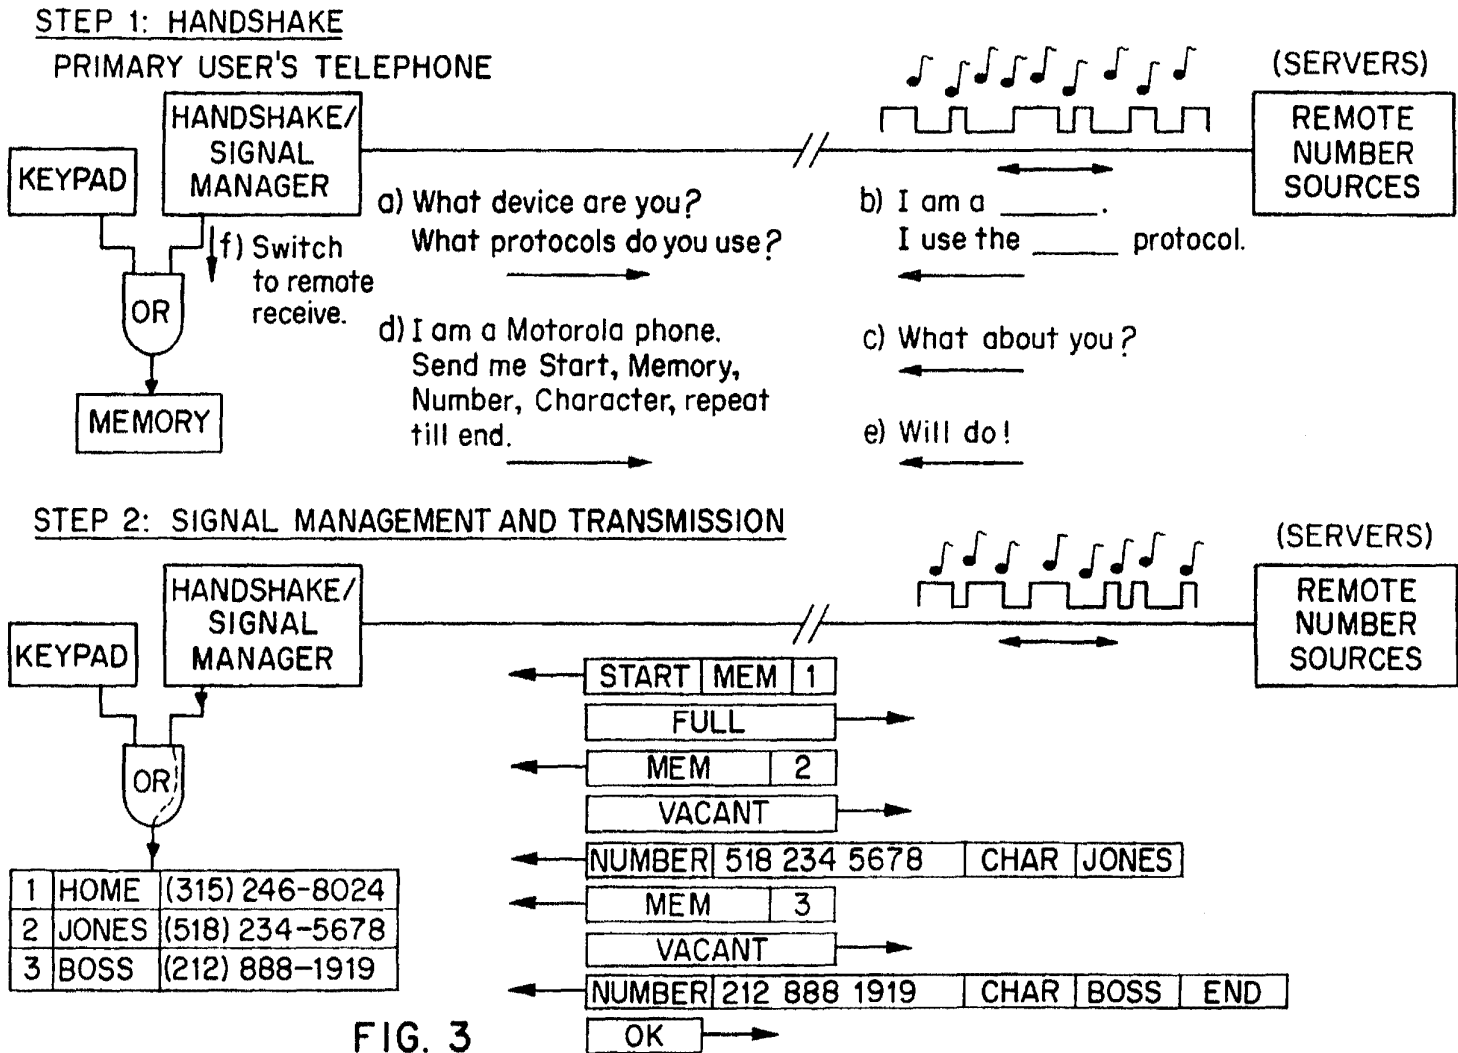 STEP 1: HANDSHAKE
PRIMARY USER'S TELEPHONE
(SERVERS)
KEYPAD
HANDSHAKE/
SIGNAL
MANAGER
REMOTE
NUMBER
SOURCES
a) What device are you?
What protocols do you use?
b) I am a ______.
I use the ______ protocol.
f) Switch
to remote
receive.
OR
MEMORY
d) I am a Motorola phone.
Send me Start, Memory,
Number, Character, repeat
till end.
c) What about you?
e) Will do!
STEP 2: SIGNAL MANAGEMENT AND TRANSMISSION
(SERVERS)
KEYPAD
HANDSHAKE/
SIGNAL
MANAGER
REMOTE
NUMBER
SOURCES
OR
START MEM 1
FULL
MEM 2
VACANT
NUMBER 518 234 5678 CHAR JONES
MEM 3
VACANT
NUMBER 212 888 1919 CHAR BOSS END
OK
1 HOME (315) 246-8024
2 JONES (518) 234-5678
3 BOSS (212) 888-1919
FIG. 3